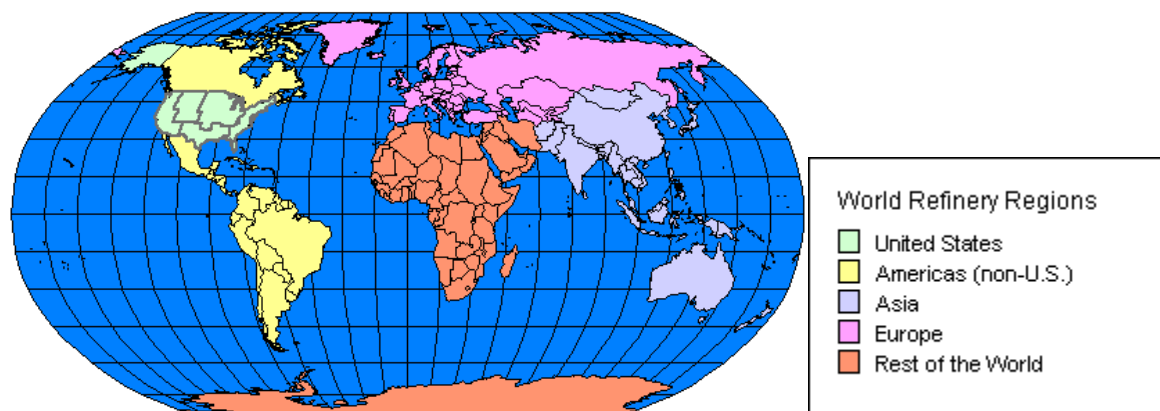 World Refinery Regions
United States
Americas (non-U.S.)
Asia
Europe
Rest of the World